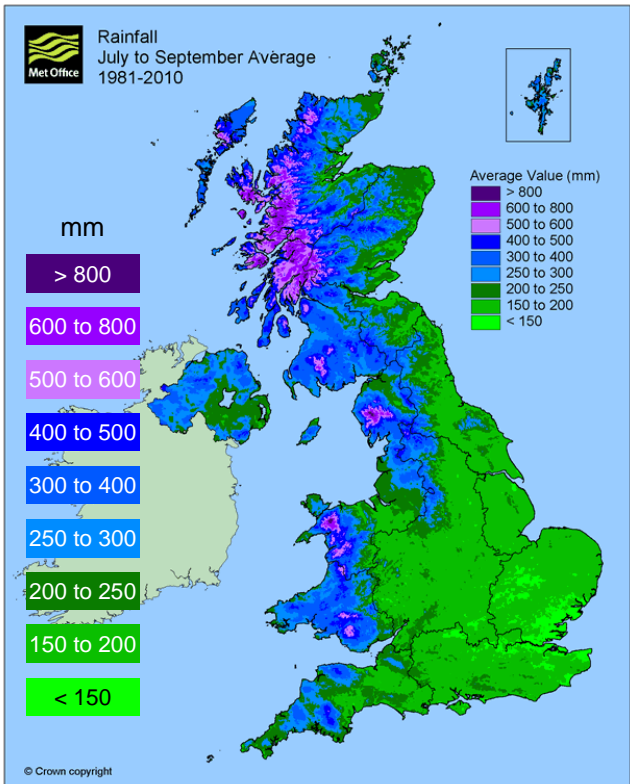 Met Office
Rainfall
July to September Average
1981-2010
Average Value (mm)
> 800
600 to 800
500 to 600
400 to 500
300 to 400
250 to 300
200 to 250
150 to 200
< 150
mm
> 800
600 to 800
500 to 600
400 to 500
300 to 400
250 to 300
200 to 250
150 to 200
< 150
© Crown copyright